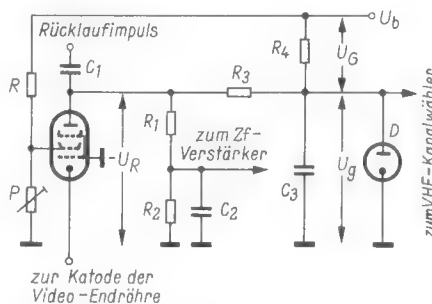 Rücklaufimpuls
U_b
C_1
R
R_4
U_G
R_3
R_1
-U_R
zum Zf-
Verstärker
U_g
D
P
R_2
C_2
C_3
zum VHF-Kanalwähler
zur Katode der
Video-Endröhre